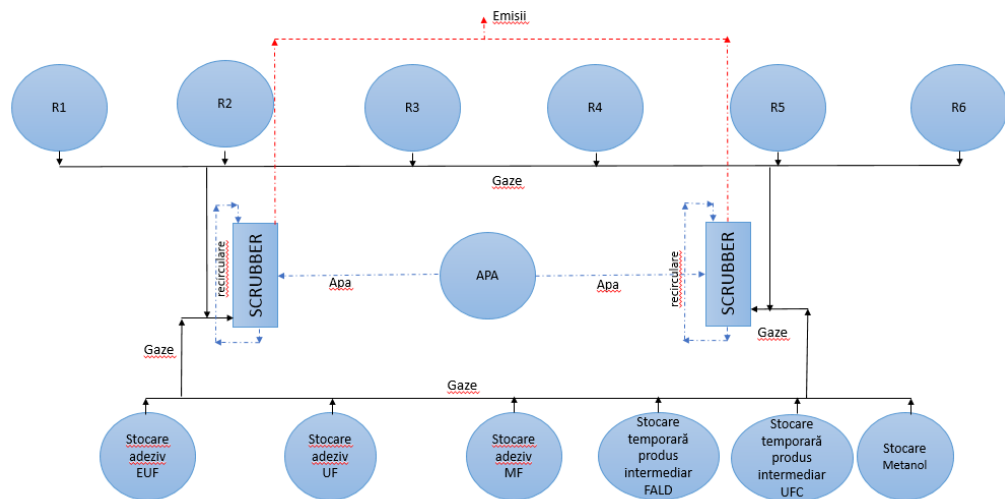 Emisii
R1
R2
R3
R4
R5
R6
Gaze
recirculare
SCRUBBER
Apa
APA
Apa
recirculare
SCRUBBER
Gaze
Gaze
Gaze
Stocare
adeziv
EUF
Stocare
adeziv
UF
Stocare
adeziv
MF
Stocare
temporară
produs
intermediar
FALD
Stocare
temporară
produs
intermediar
UFC
Stocare
Metanol